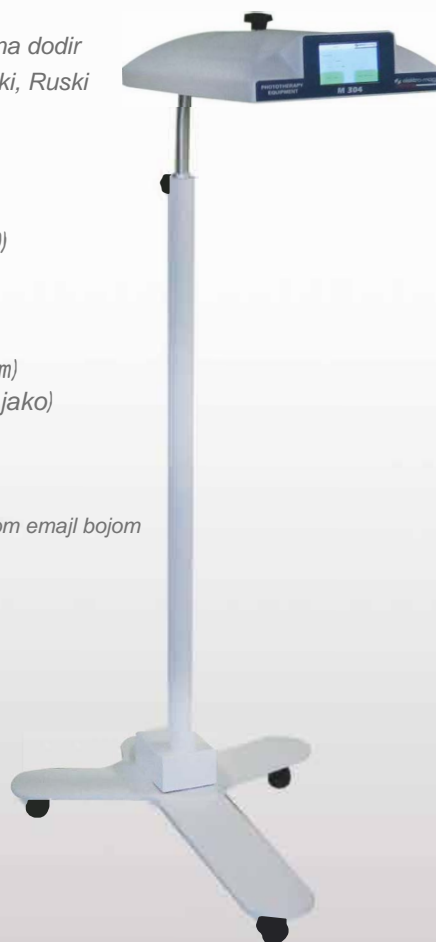 na dodir
ki, Ruski
)
m)
jako)
om emajl bojom
PHOTOTHERAPY
EQUIPMENT
M 304